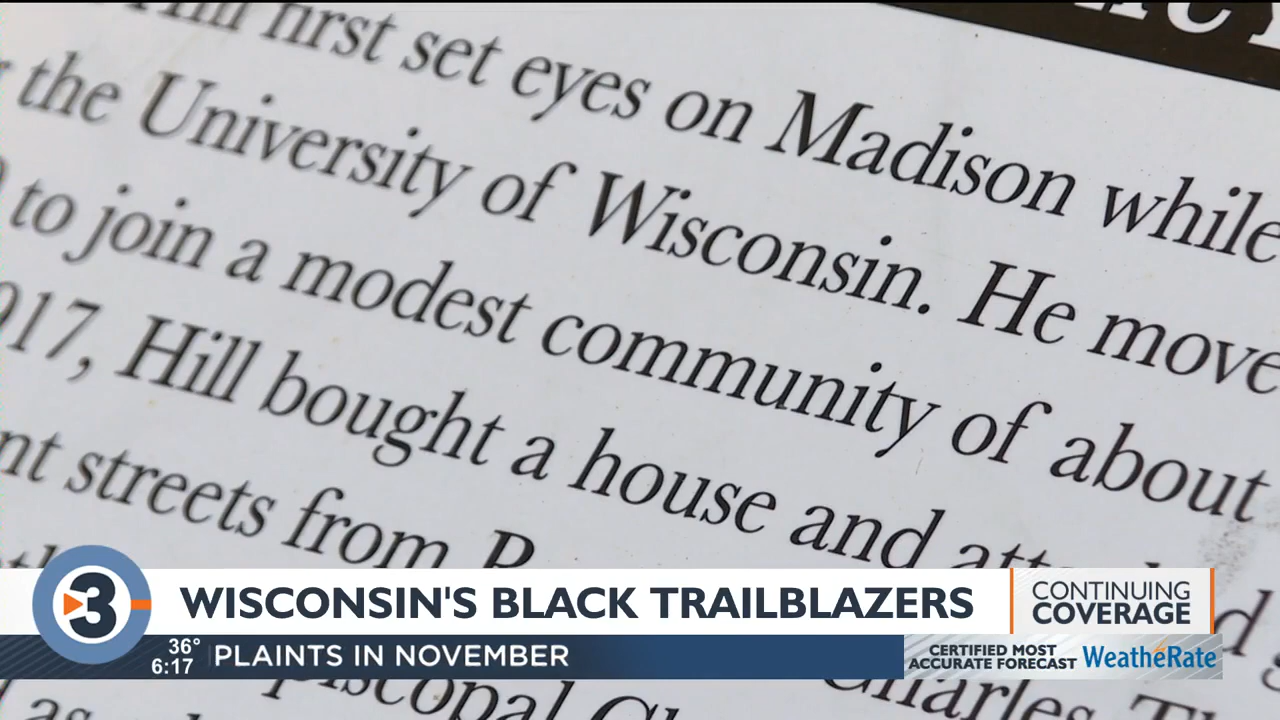 first set eyes on Madison while
the University of Wisconsin. He move
to join a modest community of about
917, Hill bought a house and
nt streets from
WISCONSIN'S BLACK TRAILBLAZERS
CONTINUING
COVERAGE
3
36°
6:17
PLAINTS IN NOVEMBER
CERTIFIED MOST
ACCURATE FORECAST
WeatheRate
as